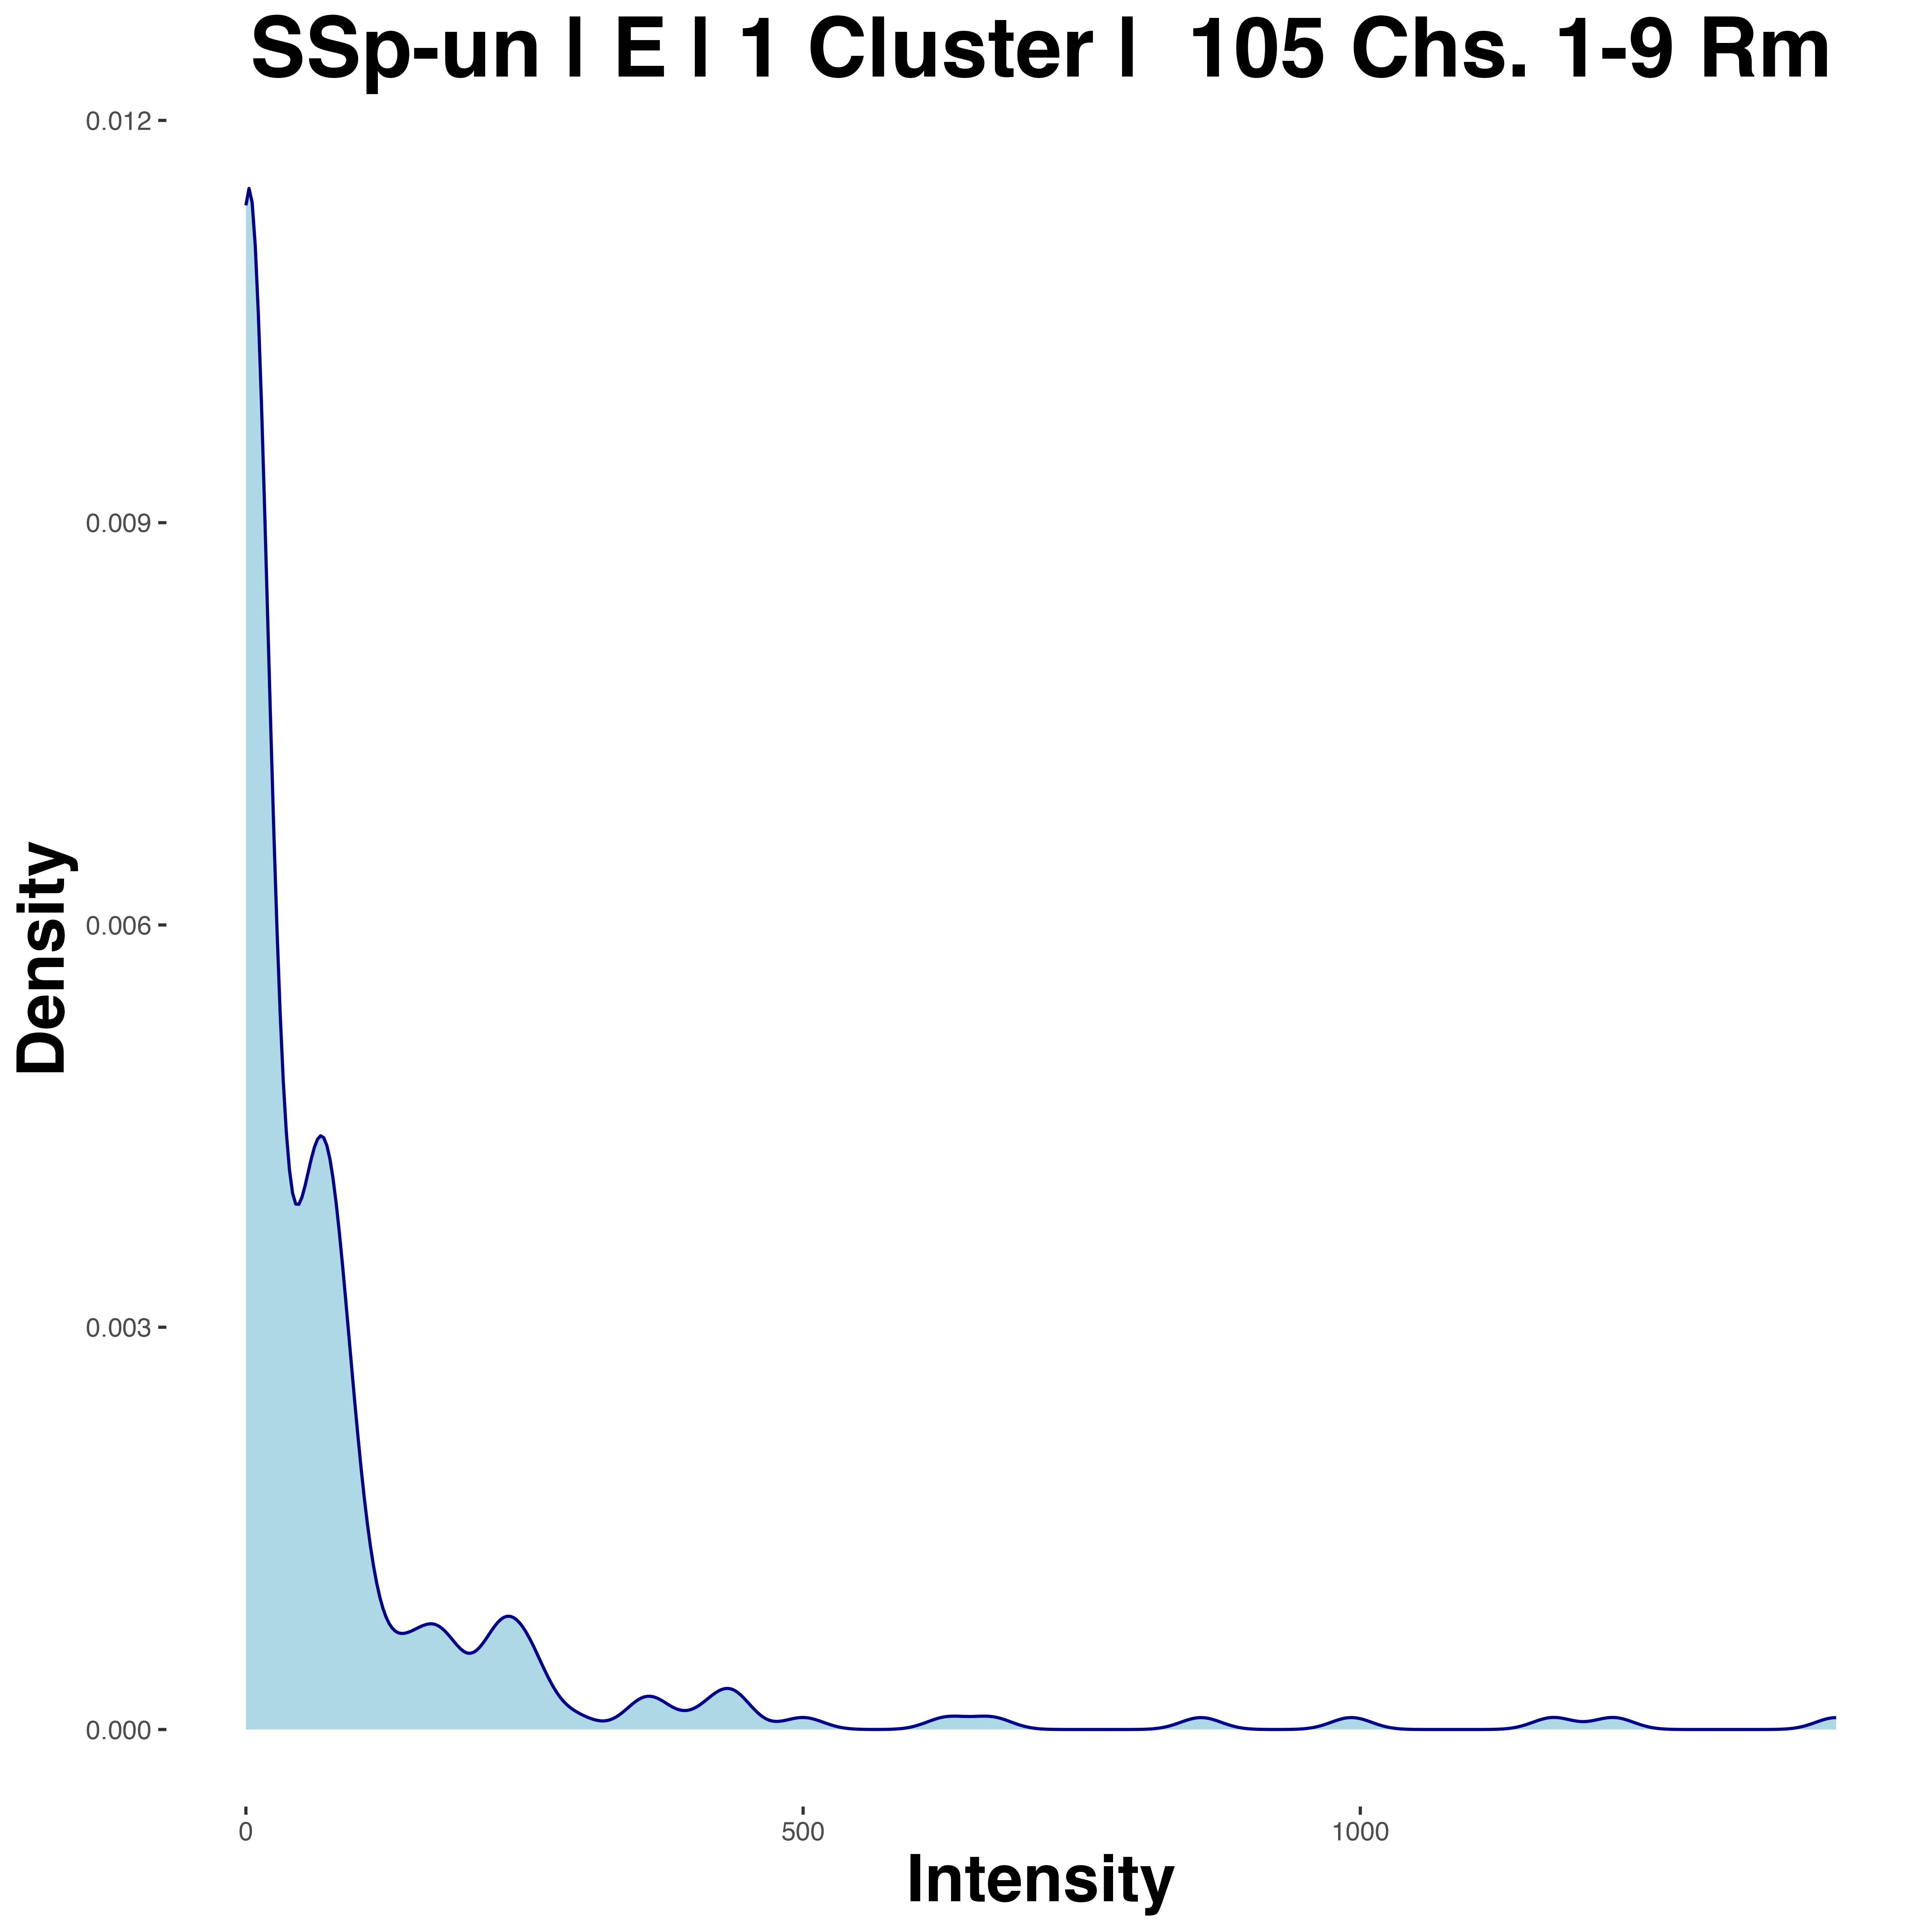 SSp-un | E | 1 Cluster |  105 Chs. 1-9 Rm
0.012
0.009
0.006
0.003
0.000
Density
0 500 1000
Intensity